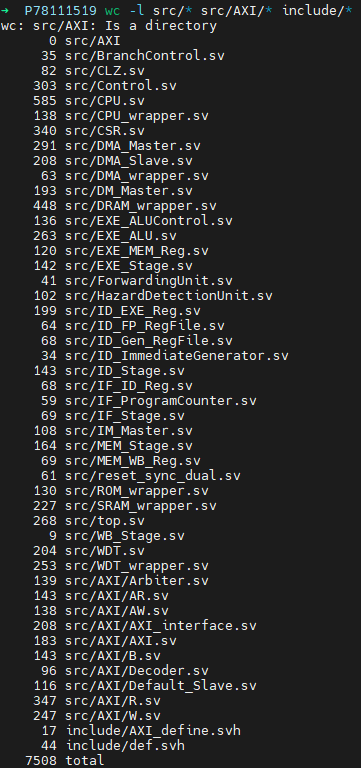 ➜  P78111519 wc -l src/* src/AXI/* include/*
wc: src/AXI: Is a directory
      0 src/AXI
     35 src/BranchControl.sv
     82 src/CLZ.sv
    303 src/Control.sv
    585 src/CPU.sv
    138 src/CPU_wrapper.sv
    340 src/CSR.sv
    291 src/DMA_Master.sv
    208 src/DMA_Slave.sv
     63 src/DMA_wrapper.sv
    193 src/DM_Master.sv
    448 src/DRAM_wrapper.sv
    136 src/EXE_ALUControl.sv
    263 src/EXE_ALU.sv
    120 src/EXE_MEM_Reg.sv
    142 src/EXE_Stage.sv
     41 src/ForwardingUnit.sv
    102 src/HazardDetectionUnit.sv
    199 src/ID_EXE_Reg.sv
     64 src/ID_FP_RegFile.sv
     68 src/ID_Gen_RegFile.sv
     34 src/ID_ImmediateGenerator.sv
    143 src/ID_Stage.sv
     68 src/IF_ID_Reg.sv
     59 src/IF_ProgramCounter.sv
     69 src/IF_Stage.sv
    108 src/IM_Master.sv
    164 src/MEM_Stage.sv
     69 src/MEM_WB_Reg.sv
     61 src/reset_sync_dual.sv
    130 src/ROM_wrapper.sv
    227 src/SRAM_wrapper.sv
    268 src/top.sv
      9 src/WB_Stage.sv
    204 src/WDT.sv
    253 src/WDT_wrapper.sv
    139 src/AXI/Arbiter.sv
    143 src/AXI/AR.sv
    138 src/AXI/AW.sv
    208 src/AXI/AXI_interface.sv
    183 src/AXI/AXI.sv
    143 src/AXI/B.sv
     96 src/AXI/Decoder.sv
    116 src/AXI/Default_Slave.sv
    347 src/AXI/R.sv
    247 src/AXI/W.sv
     17 include/AXI_define.svh
     44 include/def.svh
   7508 total